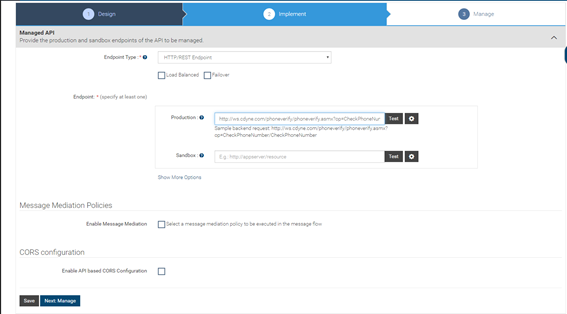 1 Design
2 Implement
3 Manage
Managed API
Provide the production and sandbox endpoints of the API to be managed.
Endpoint Type : * HTTP/REST Endpoint
Load Balanced Failover
Endpoint: * (specify at least one)
Production : http://ws.cdyne.com/phoneverify/phoneverify.asmx?op=CheckPhoneNur Test
Sample backend request: http://ws.cdyne.com/phoneverify/phoneverify.asmx?
op=CheckPhoneNumber/CheckPhoneNumber
Sandbox : E.g. http://appserver/resource Test
Show More Options
Message Mediation Policies
Enable Message Mediation Select a message mediation policy to be executed in the message flow
CORS configuration
Enable API based CORS Configuration
Save Next: Manage